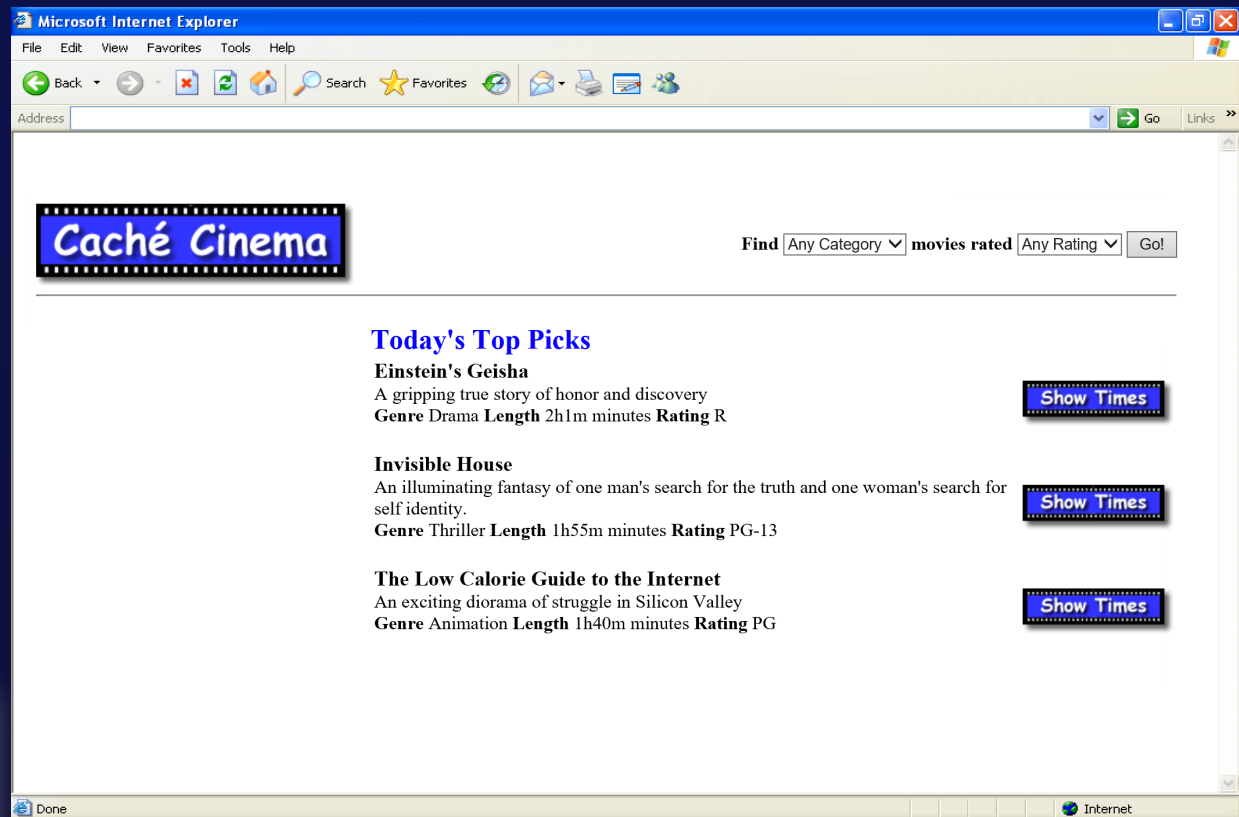 Microsoft Internet Explorer
File Edit View Favorites Tools Help
Back Search Favorites
Address Go Links »
Caché Cinema
Find Any Category movies rated Any Rating Go!
Today's Top Picks
Einstein's Geisha
A gripping true story of honor and discovery
Genre Drama Length 2h1m minutes Rating R
Show Times
Invisible House
An illuminating fantasy of one man's search for the truth and one woman's search for
self identity.
Genre Thriller Length 1h55m minutes Rating PG-13
Show Times
The Low Calorie Guide to the Internet
An exciting diorama of struggle in Silicon Valley
Genre Animation Length 1h40m minutes Rating PG
Show Times
Done Internet